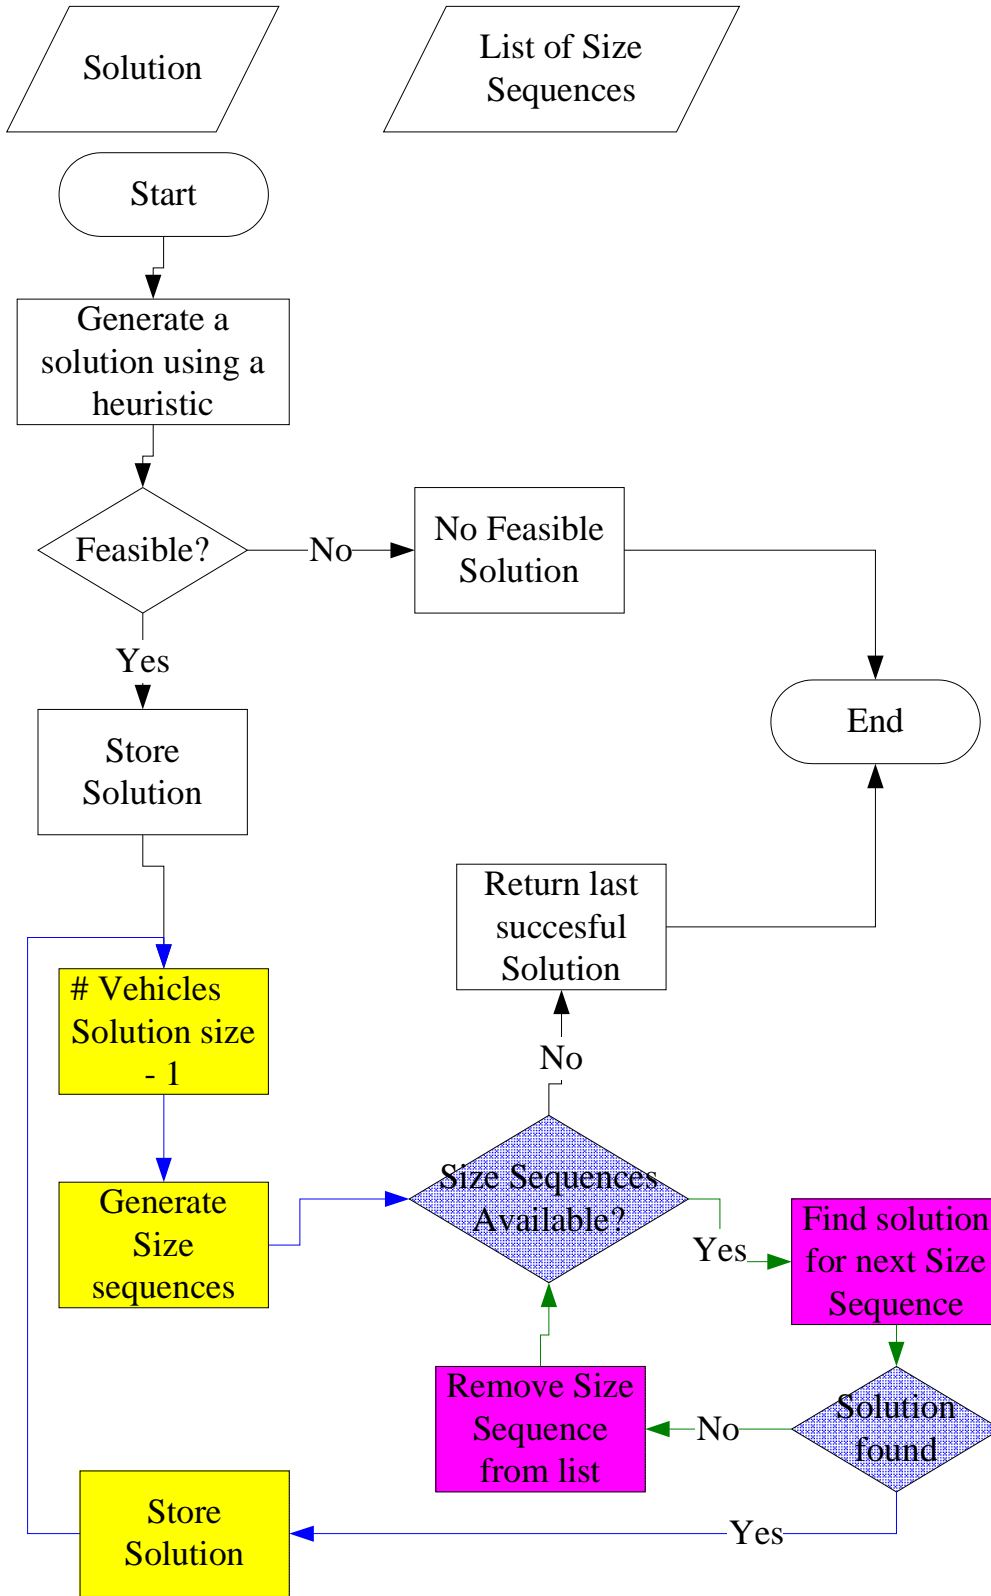 Solution
List of Size
Sequences
Start
Generate a
solution using a
heuristic
Feasible?
No
No Feasible
Solution
Yes
Store
Solution
End
Return last
succesful
Solution
# Vehicles
Solution size
- 1
No
Generate
Size
sequences
Size Sequences
Available?
Yes
Find solution
for next Size
Sequence
Remove Size
Sequence
from list
No
Solution
found
Store
Solution
Yes